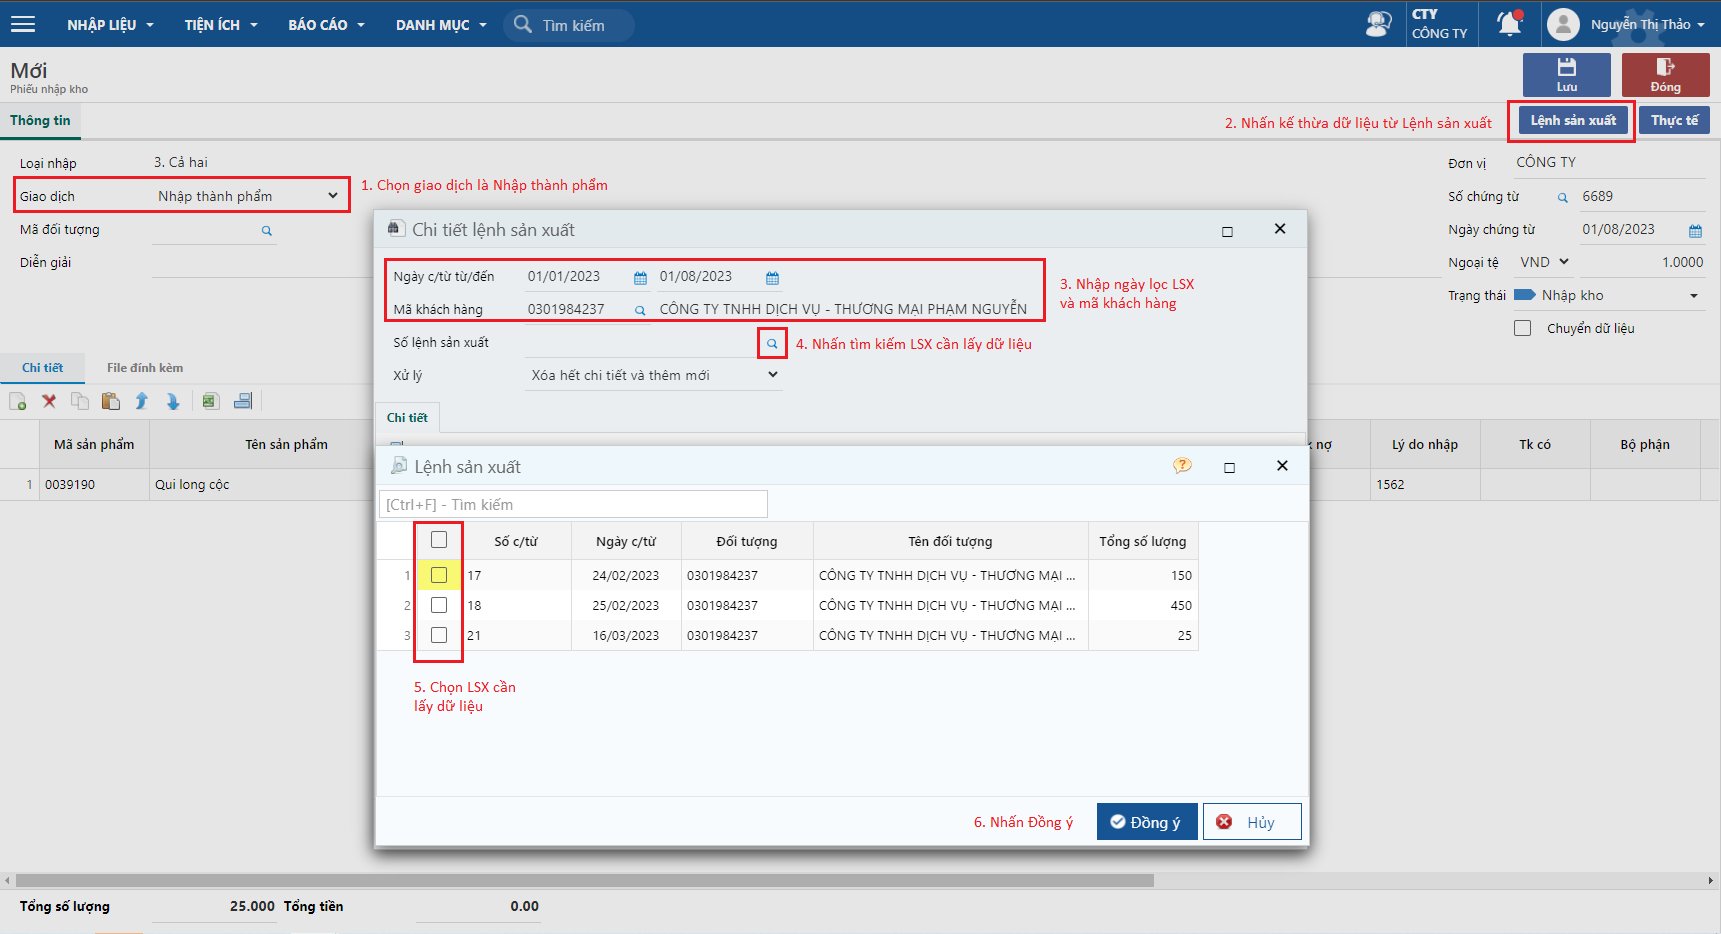 NHẬP LIỆU
TIỆN ÍCH
BÁO CÁO
DANH MỤC
Tìm kiếm
CTY
CÔNG TY
Nguyễn Thị Thảo
Mới
Phiếu nhập kho
Lưu
Đóng
Thông tin
2. Nhấn kế thừa dữ liệu từ Lệnh sản xuất
Lệnh sản xuất
Thực tế
Loại nhập
3. Cả hai
Đơn vị
CÔNG TY
Giao dịch
Nhập thành phẩm
1. Chọn giao dịch là Nhập thành phẩm
Số chứng từ
6689
Mã đối tượng
Ngày chứng từ
01/08/2023
Diễn giải
Ngoại tệ
VND
1.0000
Trạng thái
Nhập kho
Chuyển dữ liệu
Chi tiết lệnh sản xuất
Ngày c/từ từ/đến
01/01/2023
01/08/2023
Mã khách hàng
0301984237
CÔNG TY TNHH DỊCH VỤ - THƯƠNG MẠI PHẠM NGUYỄN
3. Nhập ngày lọc LSX
và mã khách hàng
Số lệnh sản xuất
4. Nhấn tìm kiếm LSX cần lấy dữ liệu
Xử lý
Xóa hết chi tiết và thêm mới
Chi tiết
Chi tiết
File đính kèm
Mã sản phẩm
Tên sản phẩm
nợ
Lý do nhập
Tk có
Bộ phận
1
0039190
Qui long cộc
1562
Lệnh sản xuất
[Ctrl+F] - Tìm kiếm
Số c/từ
Ngày c/từ
Đối tượng
Tên đối tượng
Tổng số lượng
1 17 24/02/2023 0301984237 CÔNG TY TNHH DỊCH VỤ - THƯƠNG MẠI ... 150
2 18 25/02/2023 0301984237 CÔNG TY TNHH DỊCH VỤ - THƯƠNG MẠI ... 450
3 21 16/03/2023 0301984237 CÔNG TY TNHH DỊCH VỤ - THƯƠNG MẠI ... 25
5. Chọn LSX cần
lấy dữ liệu
6. Nhấn Đồng ý
Đồng ý
Hủy
Tổng số lượng
25.000
Tổng tiền
0.00